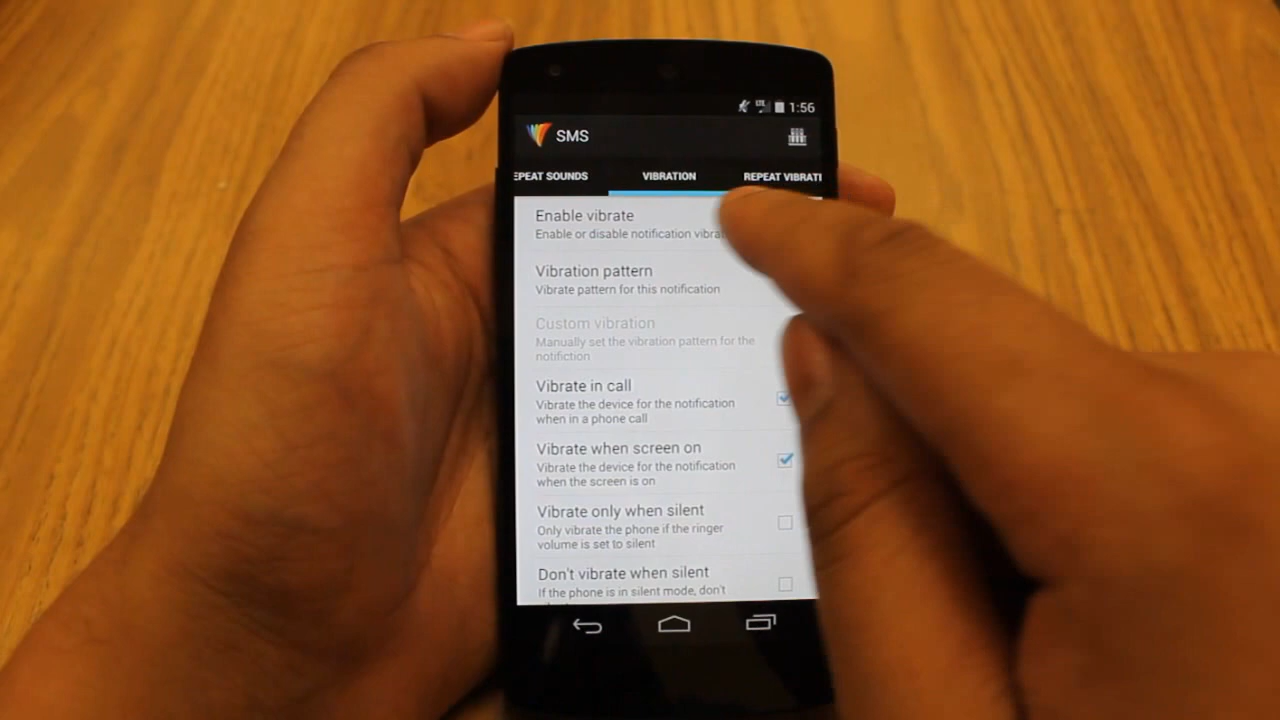 LTE 1:56
SMS
EPEAT SOUNDS VIBRATION REPEAT VIBRATI
Enable vibrate
Enable or disable notification vibra
Vibration pattern
Vibrate pattern for this notification
Custom vibration
Manually set the vibration pattern for the
notifiction
Vibrate in call
Vibrate the device for the notification
when in a phone call
Vibrate when screen on
Vibrate the device for the notification
when the screen is on
Vibrate only when silent
Only vibrate the phone if the ringer
volume is set to silent
Don't vibrate when silent
If the phone is in silent mode, don't